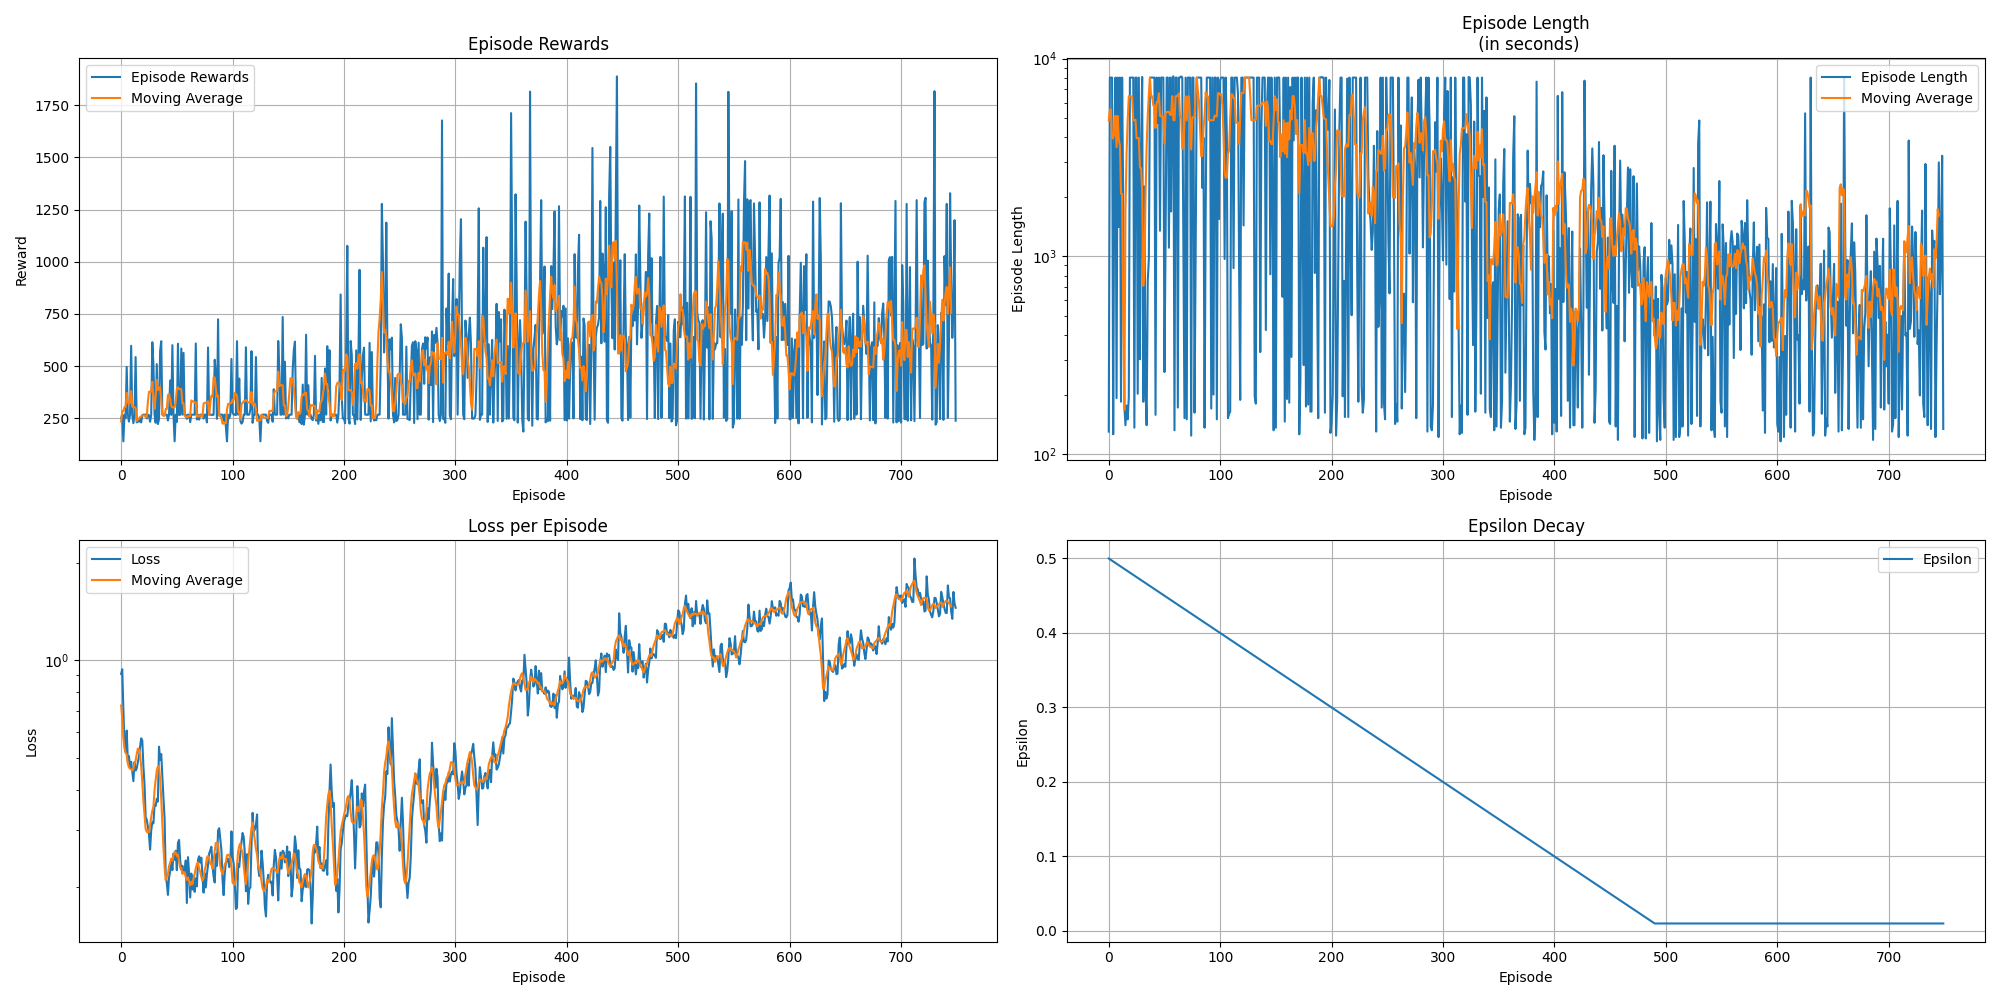 Episode Rewards
Episode Rewards
Moving Average
Reward
1750
1500
1250
1000
750
500
250
0 100 200 300 400 500 600 700
Episode
Episode Length
(in seconds)
Episode Length
Moving Average
Episode Length
10^4
10^3
10^2
0 100 200 300 400 500 600 700
Episode
Loss per Episode
Loss
Moving Average
Loss
10^0
0 100 200 300 400 500 600 700
Episode
Epsilon Decay
Epsilon
Epsilon
0.5
0.4
0.3
0.2
0.1
0.0
0 100 200 300 400 500 600 700
Episode